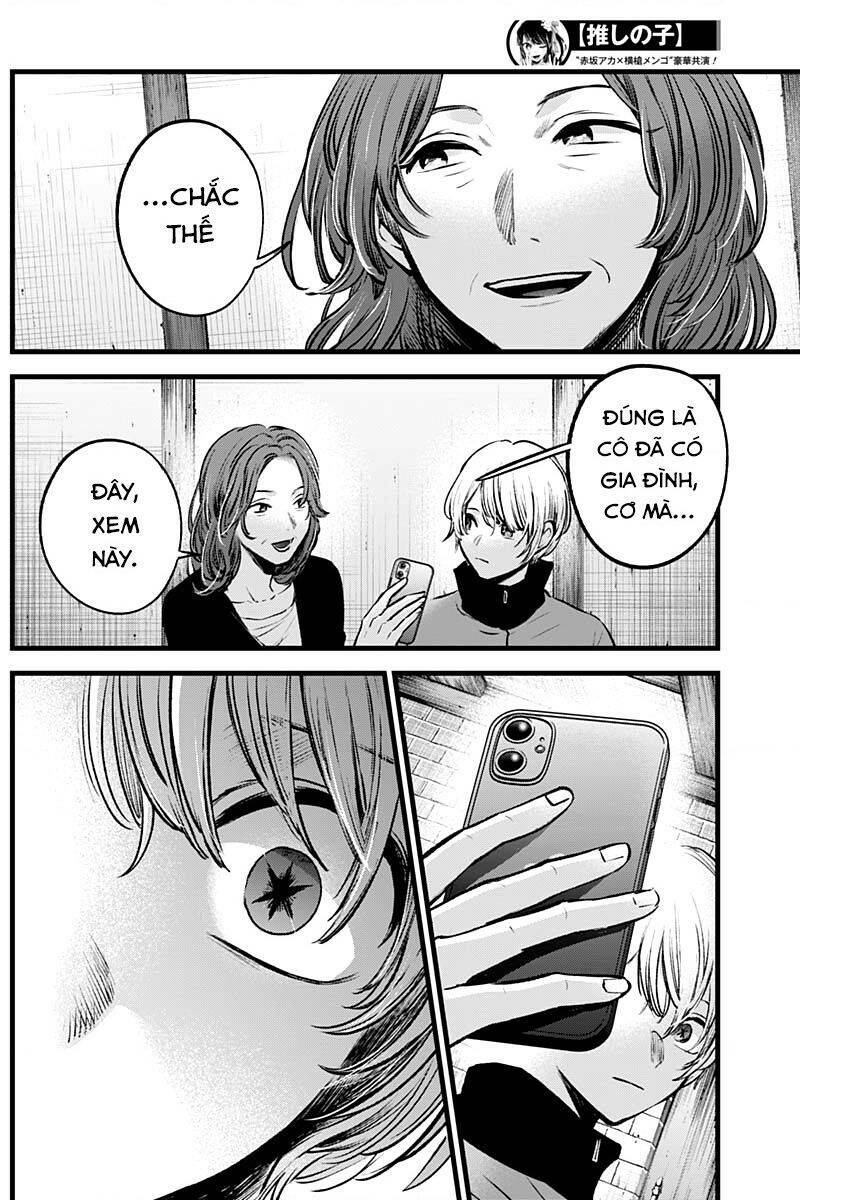 【推しの子】
“赤坂アカ×横槍メンゴ”豪華共演！
...CHẮC
THẾ
ĐÚNG LÀ
CÔ ĐÃ CÓ
GIA ĐÌNH,
CƠ MÀ...
ĐÂY,
XEM
NÀY.